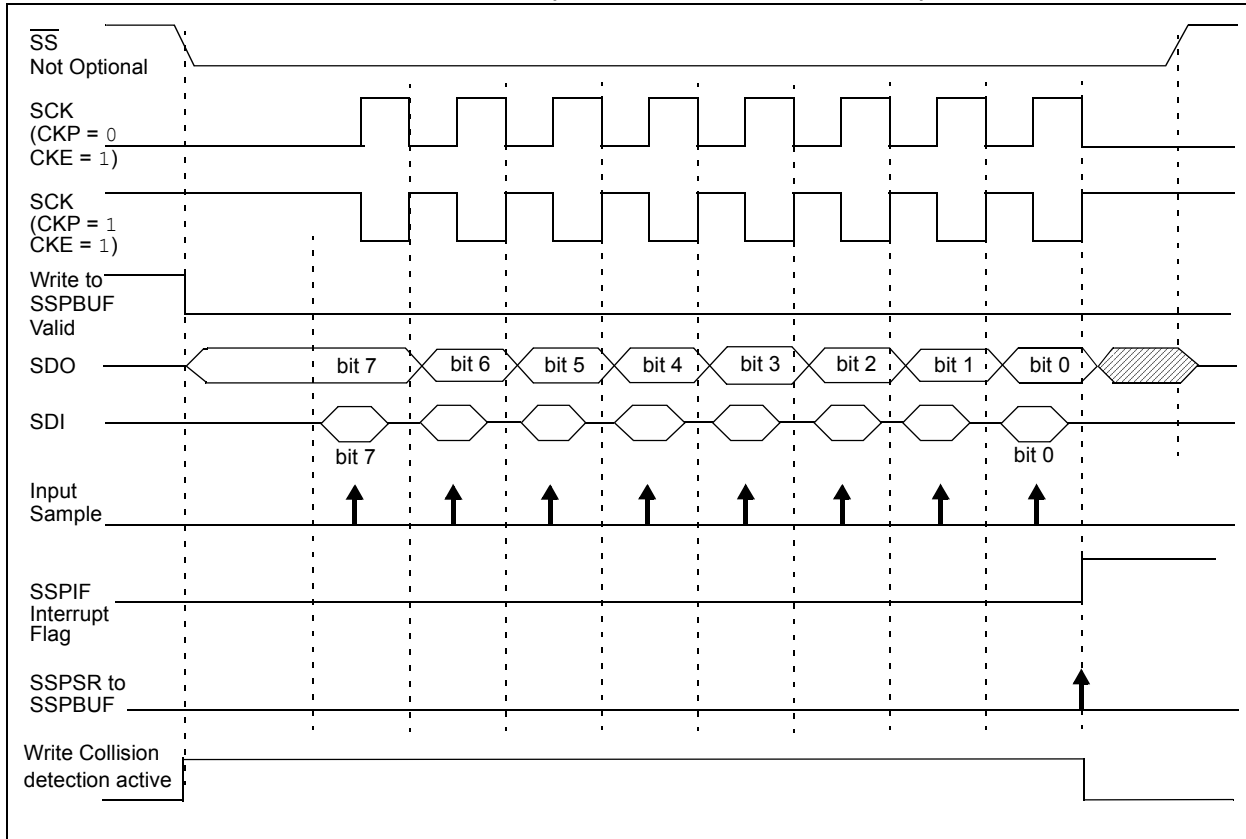 SS
Not Optional
SCK
(CKP = 0
CKE = 1)
SCK
(CKP = 1
CKE = 1)
Write to
SSPBUF
Valid
SDO
bit 7 bit 6 bit 5 bit 4 bit 3 bit 2 bit 1 bit 0
SDI
bit 7 bit 0
Input
Sample
SSPIF
Interrupt
Flag
SSPSR to
SSPBUF
Write Collision
detection active